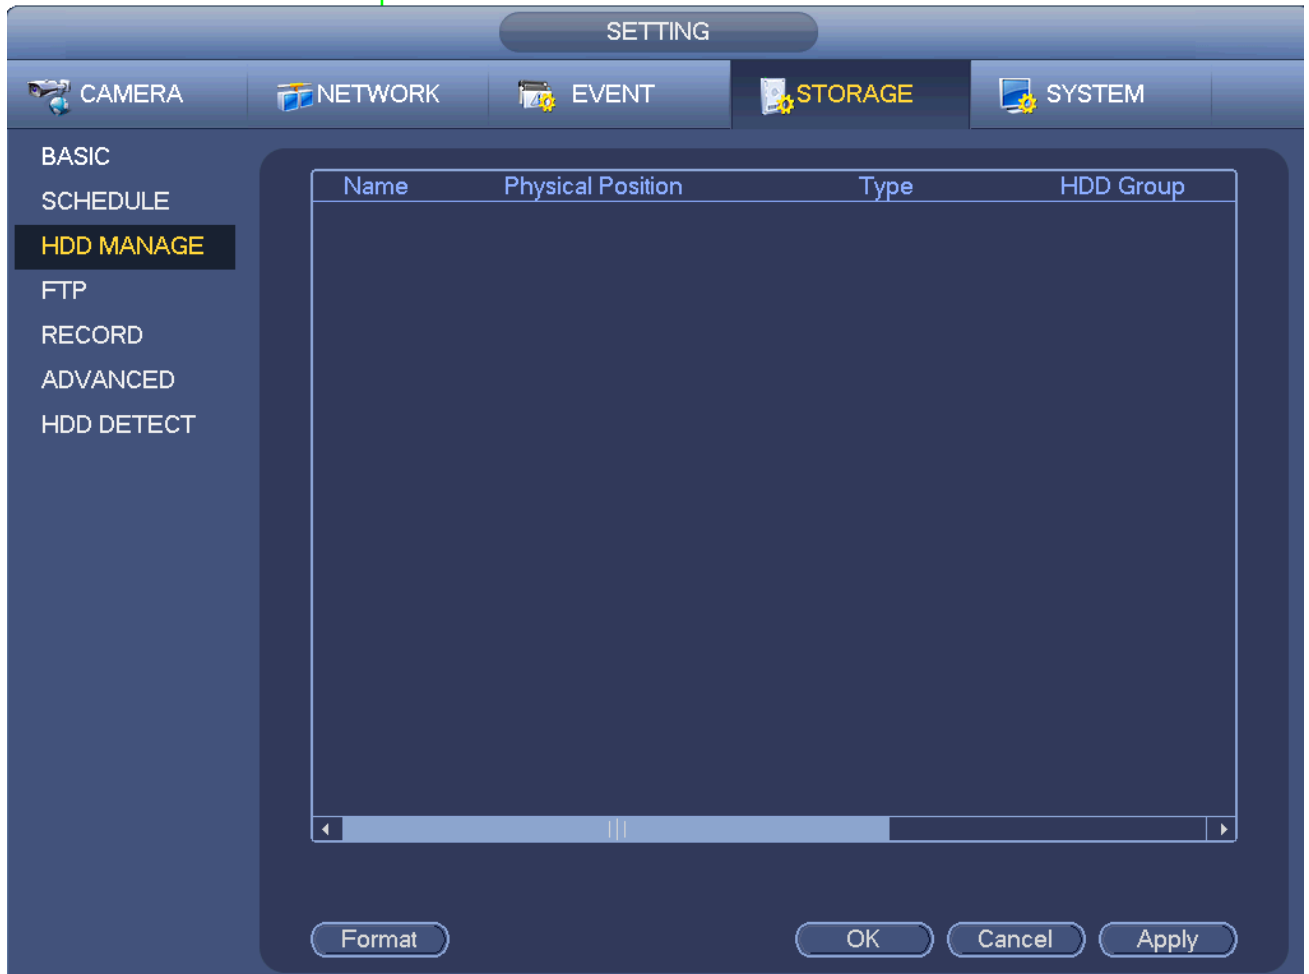 SETTING
CAMERA NETWORK EVENT STORAGE SYSTEM
BASIC
SCHEDULE
HDD MANAGE
FTP
RECORD
ADVANCED
HDD DETECT
Name Physical Position Type HDD Group
Format OK Cancel Apply